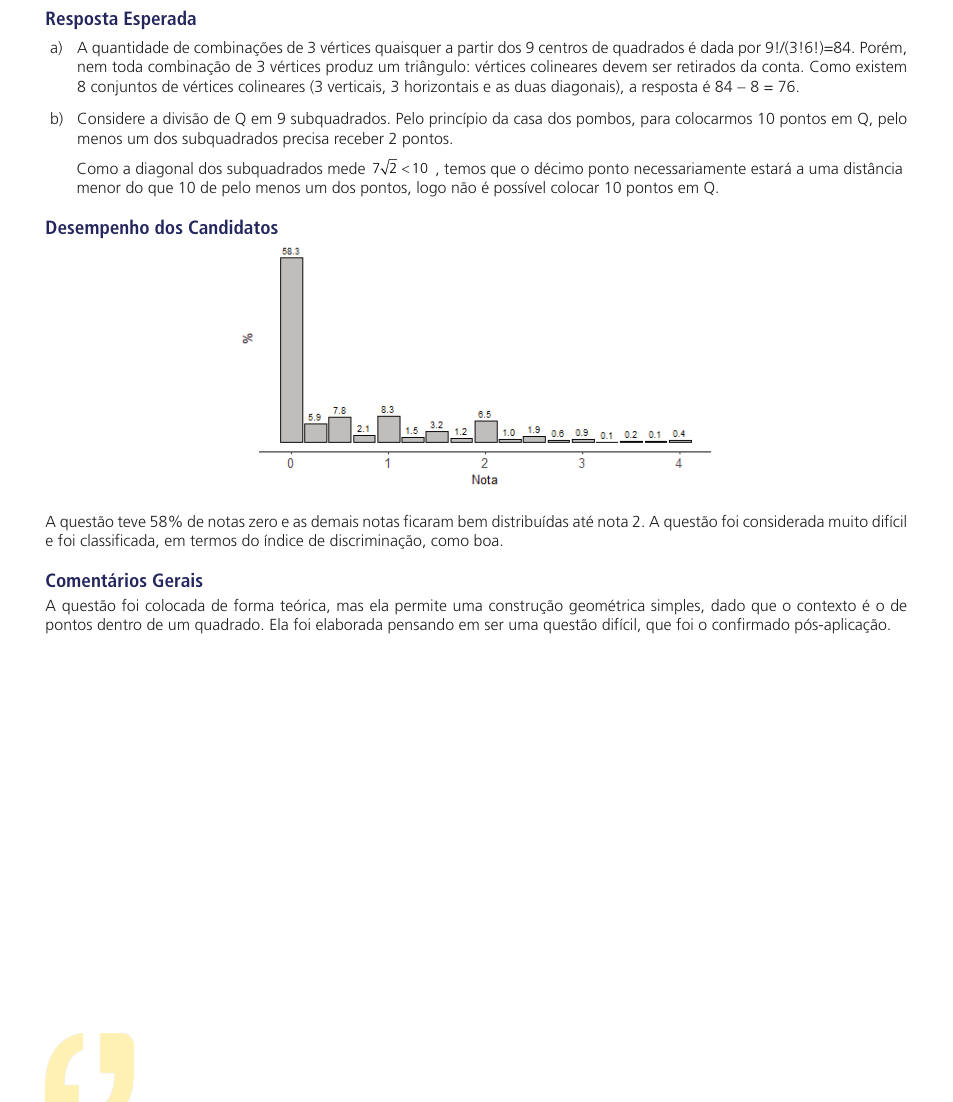 Resposta Esperada
a) A quantidade de combinações de 3 vértices quaisquer a partir dos 9 centros de quadrados é dada por 9!/(3!6!)=84. Porém,
nem toda combinação de 3 vértices produz um triângulo: vértices colineares devem ser retirados da conta. Como existem
8 conjuntos de vértices colineares (3 verticais, 3 horizontais e as duas diagonais), a resposta é 84 – 8 = 76.
b) Considere a divisão de Q em 9 subquadrados. Pelo princípio da casa dos pombos, para colocarmos 10 pontos em Q, pelo
menos um dos subquadrados precisa receber 2 pontos.
Como a diagonal dos subquadrados mede 7√2 < 10 , temos que o décimo ponto necessariamente estará a uma distância
menor do que 10 de pelo menos um dos pontos, logo não é possível colocar 10 pontos em Q.
Desempenho dos Candidatos
58.3
%
5.9 7.8 2.1 8.3 1.5 3.2 1.2 6.5 1.0 1.9 0.6 0.9 0.1 0.2 0.1 0.4
0 1 2 3 4
Nota
A questão teve 58% de notas zero e as demais notas ficaram bem distribuídas até nota 2. A questão foi considerada muito difícil
e foi classificada, em termos do índice de discriminação, como boa.
Comentários Gerais
A questão foi colocada de forma teórica, mas ela permite uma construção geométrica simples, dado que o contexto é o de
pontos dentro de um quadrado. Ela foi elaborada pensando em ser uma questão difícil, que foi o confirmado pós-aplicação.